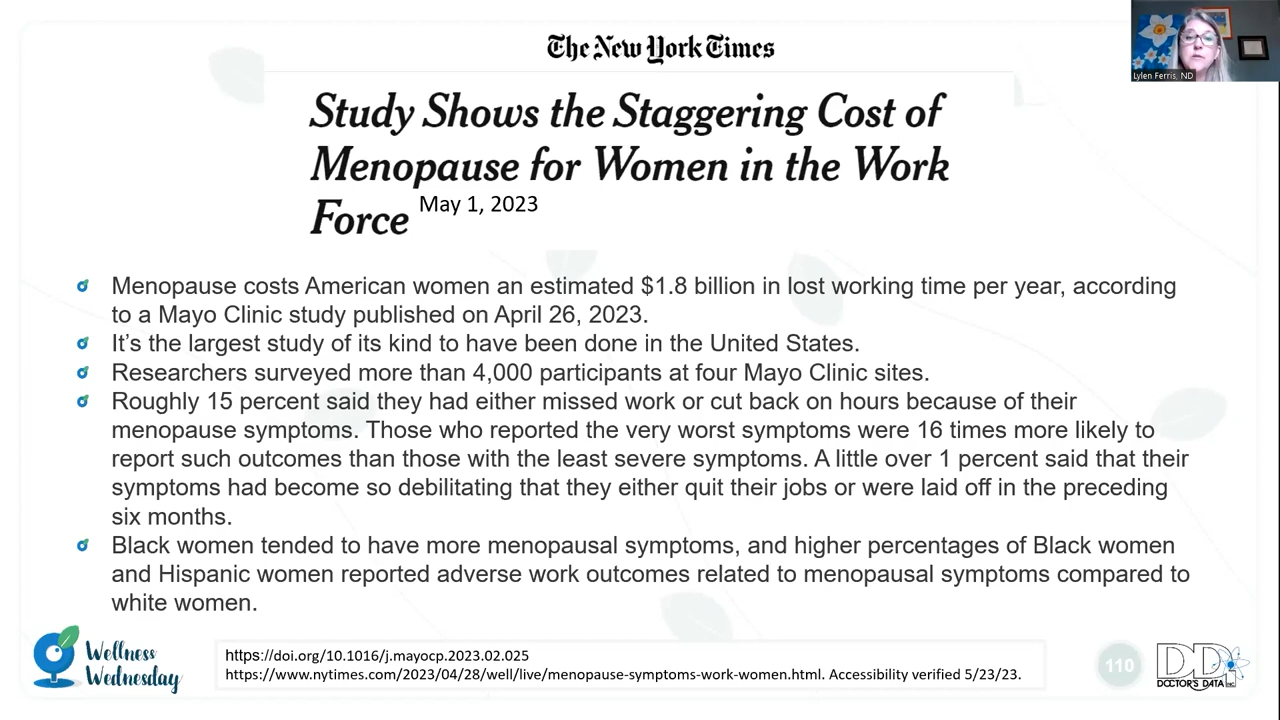 The New York Times
Lylen Ferris, ND
Study Shows the Staggering Cost of
Menopause for Women in the Work
Force May 1, 2023
Menopause costs American women an estimated $1.8 billion in lost working time per year, according
to a Mayo Clinic study published on April 26, 2023.
It’s the largest study of its kind to have been done in the United States.
Researchers surveyed more than 4,000 participants at four Mayo Clinic sites.
Roughly 15 percent said they had either missed work or cut back on hours because of their
menopause symptoms. Those who reported the very worst symptoms were 16 times more likely to
report such outcomes than those with the least severe symptoms. A little over 1 percent said that their
symptoms had become so debilitating that they either quit their jobs or were laid off in the preceding
six months.
Black women tended to have more menopausal symptoms, and higher percentages of Black women
and Hispanic women reported adverse work outcomes related to menopausal symptoms compared to
white women.
Wellness
Wednesday
https://doi.org/10.1016/j.mayocp.2023.02.025
https://www.nytimes.com/2023/04/28/well/live/menopause-symptoms-work-women.html. Accessibility verified 5/23/23.
110
DDI
DOCTOR'S DATA INC